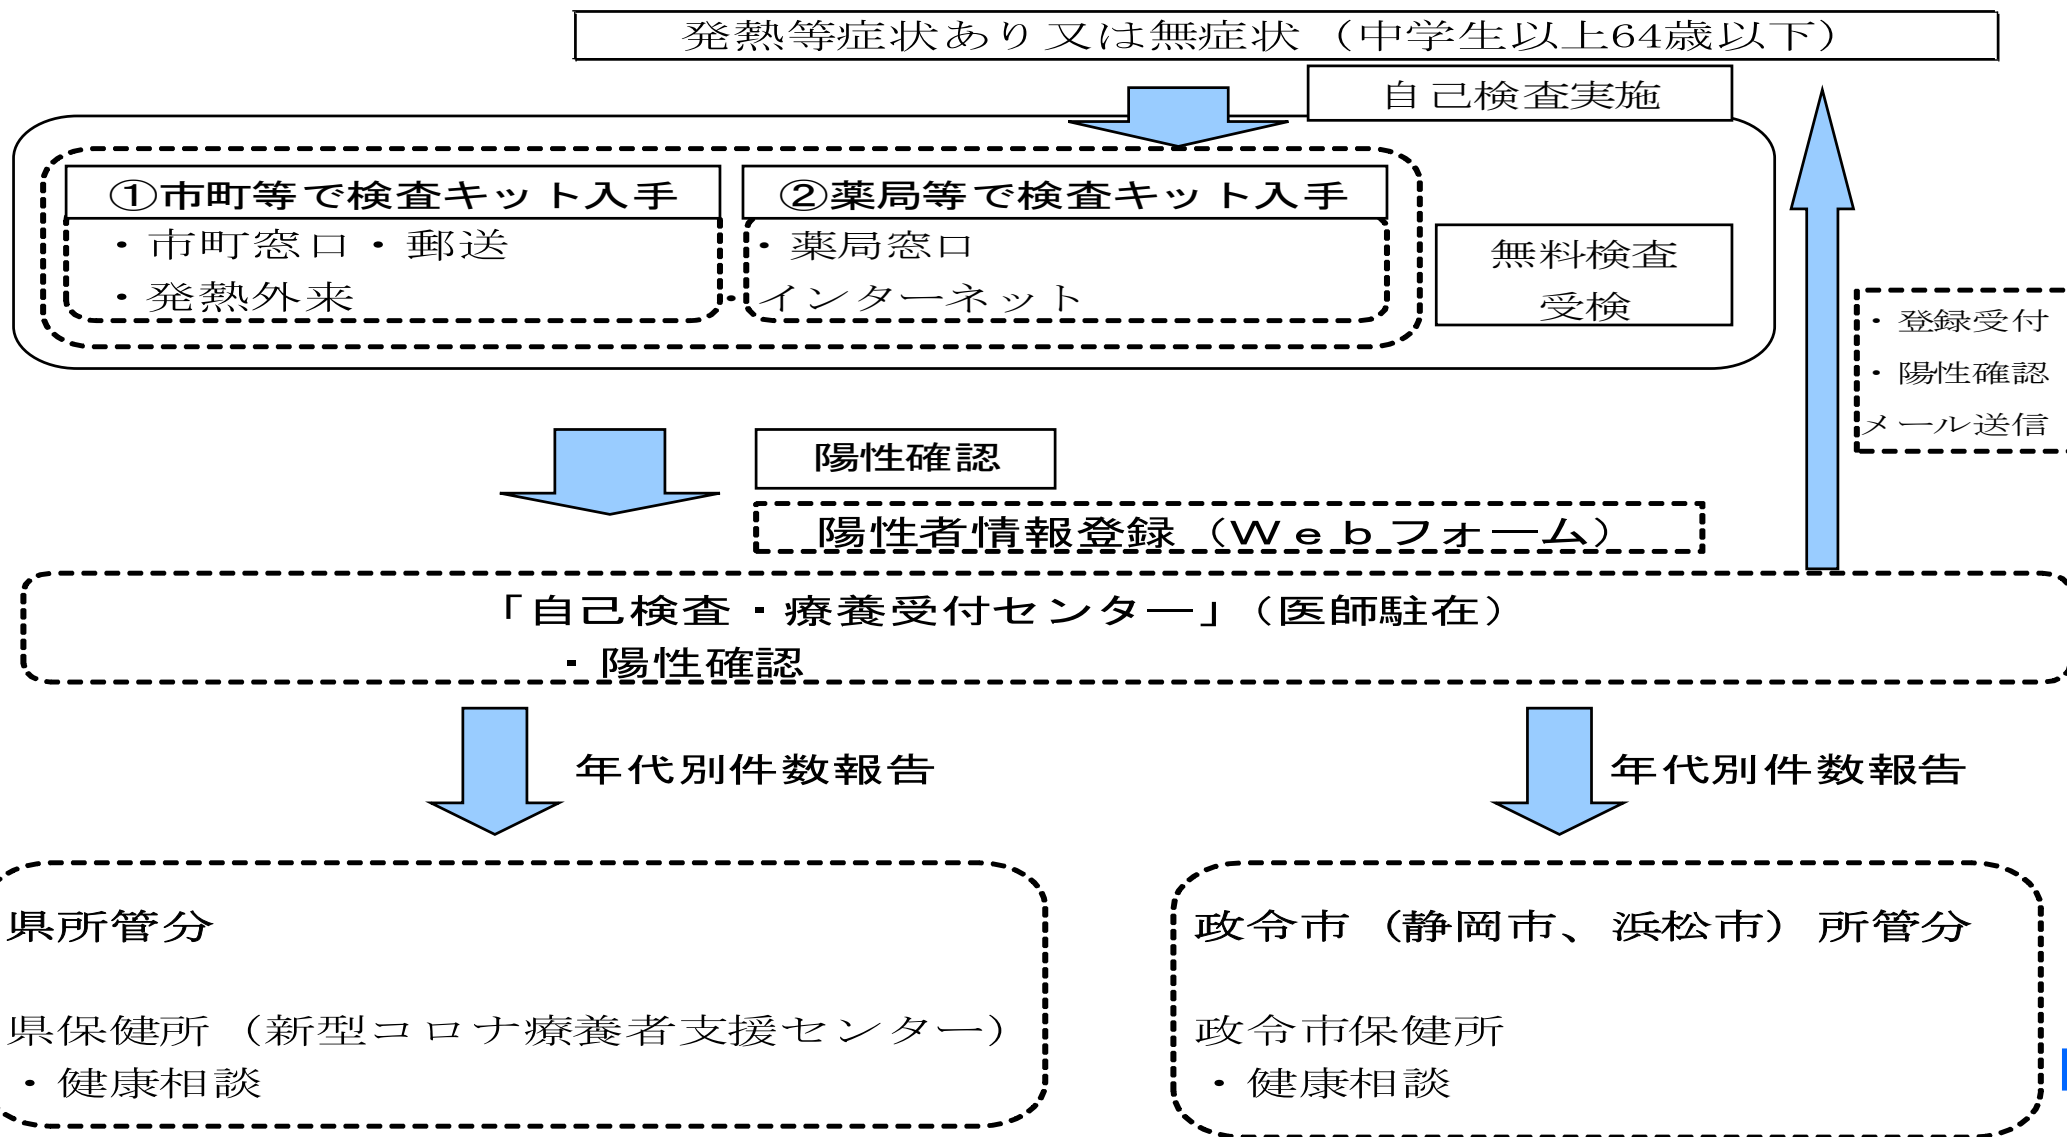 発熱等症状あり又は無症状（中学生以上64歳以下）
自己検査実施
①市町等で検査キット入手
・市町窓口・郵送
・発熱外来
②薬局等で検査キット入手
・薬局窓口
・インターネット
無料検査
受検
・登録受付
・陽性確認
メール送信
陽性確認
陽性者情報登録（Ｗｅｂフォーム）
「自己検査・療養受付センター」（医師駐在）
・陽性確認
年代別件数報告
年代別件数報告
県所管分
県保健所（新型コロナ療養者支援センター）
・健康相談
政令市（静岡市、浜松市）所管分
政令市保健所
・健康相談